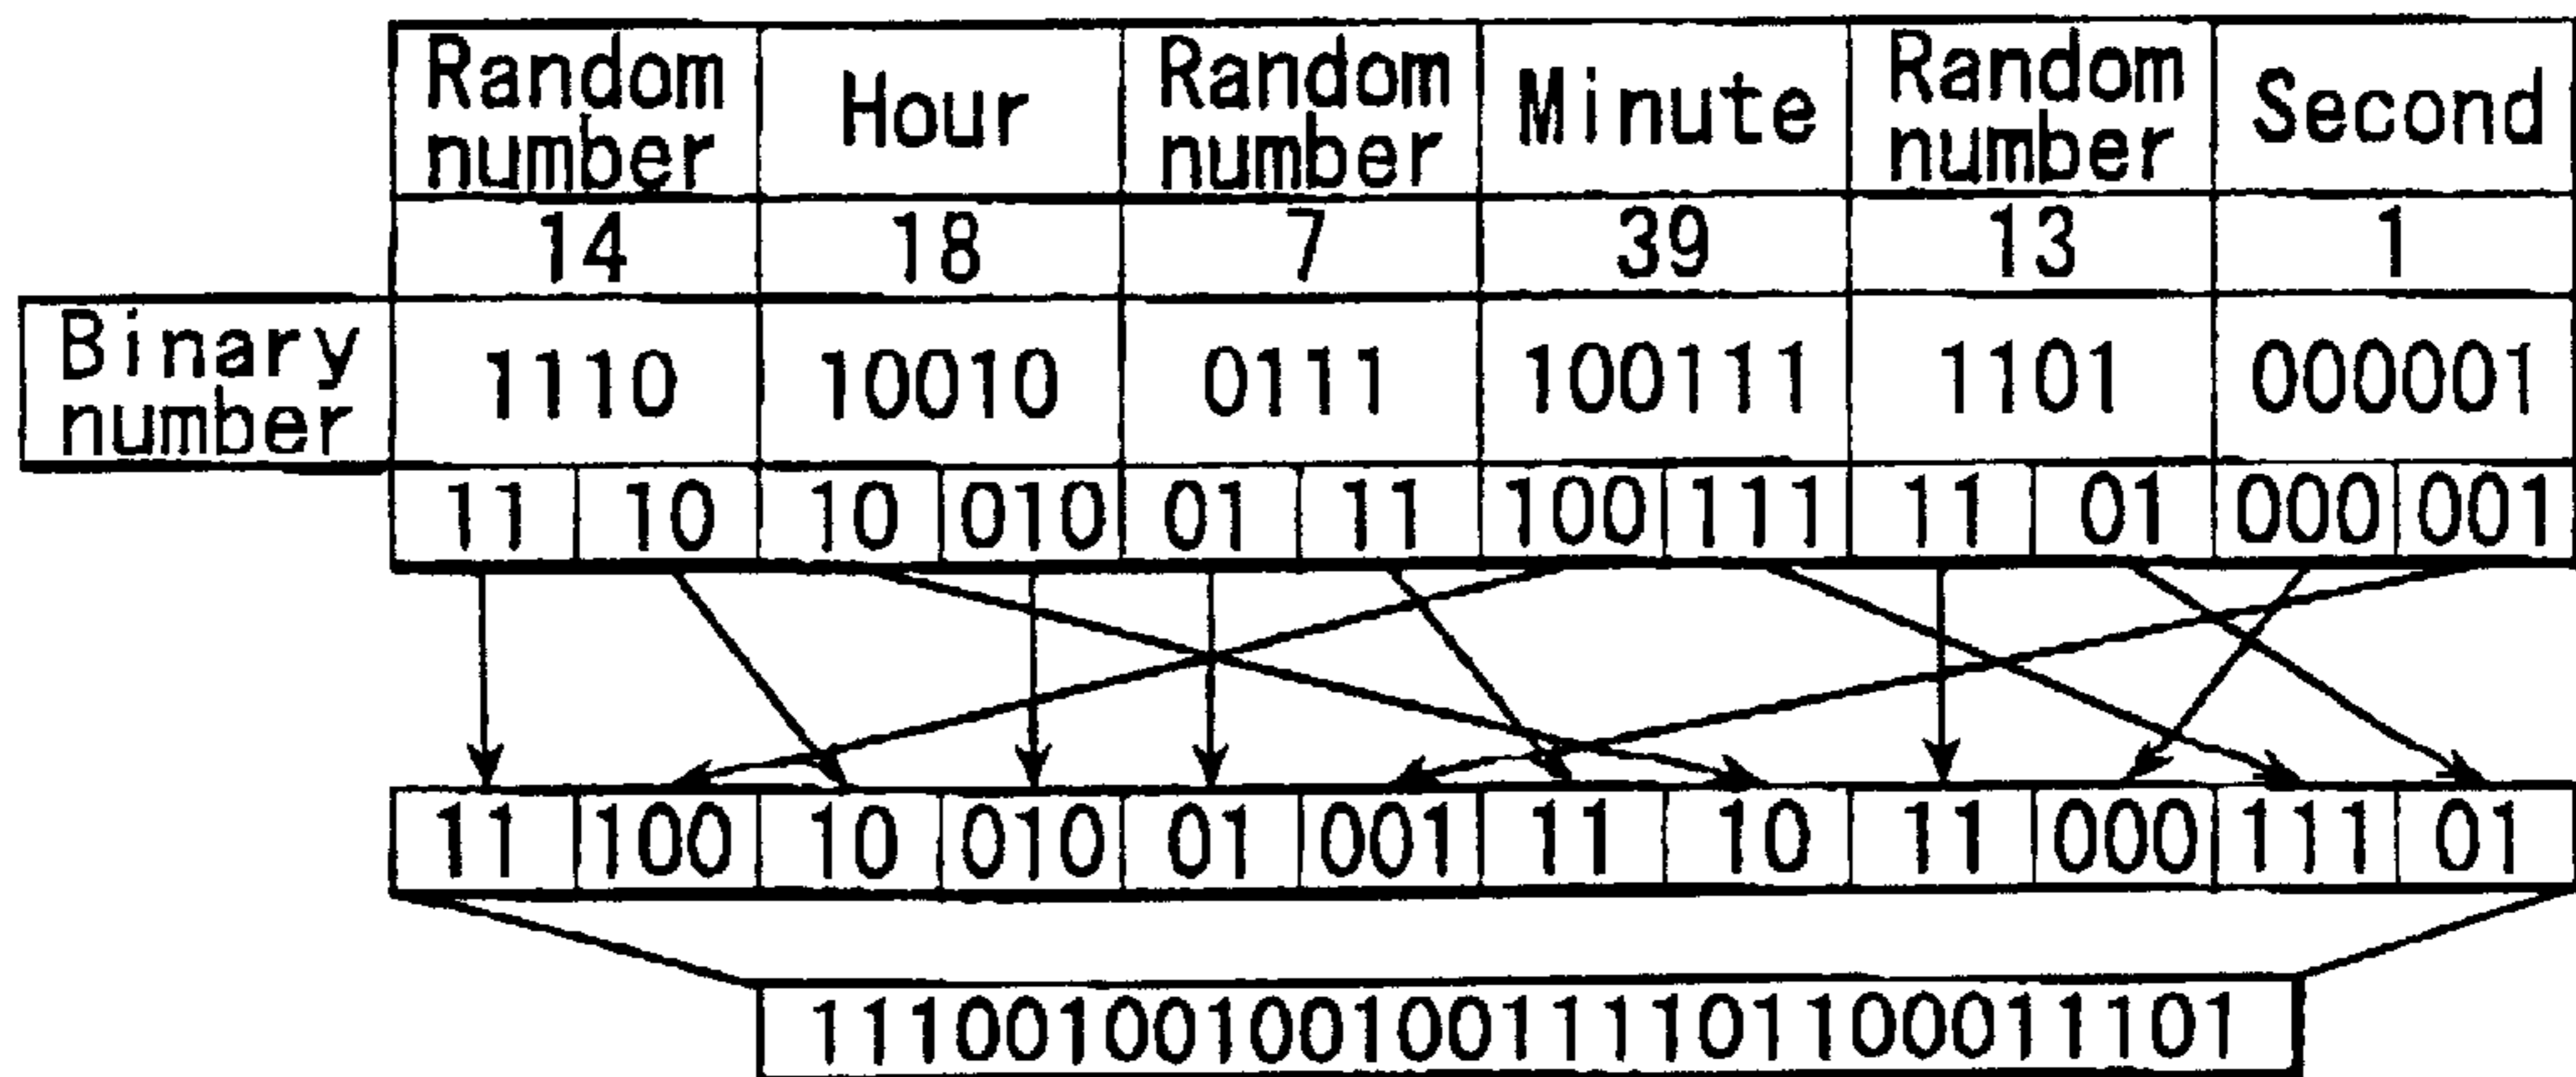 Random number Hour Random number Minute Random number Second
14 18 7 39 13 1
Binary number 1110 10010 0111 100111 1101 000001
11 10 10 010 01 11 100 111 11 01 000 001
11 100 10 010 01 001 11 10 11 000 111 01
11100100100100111101100011101